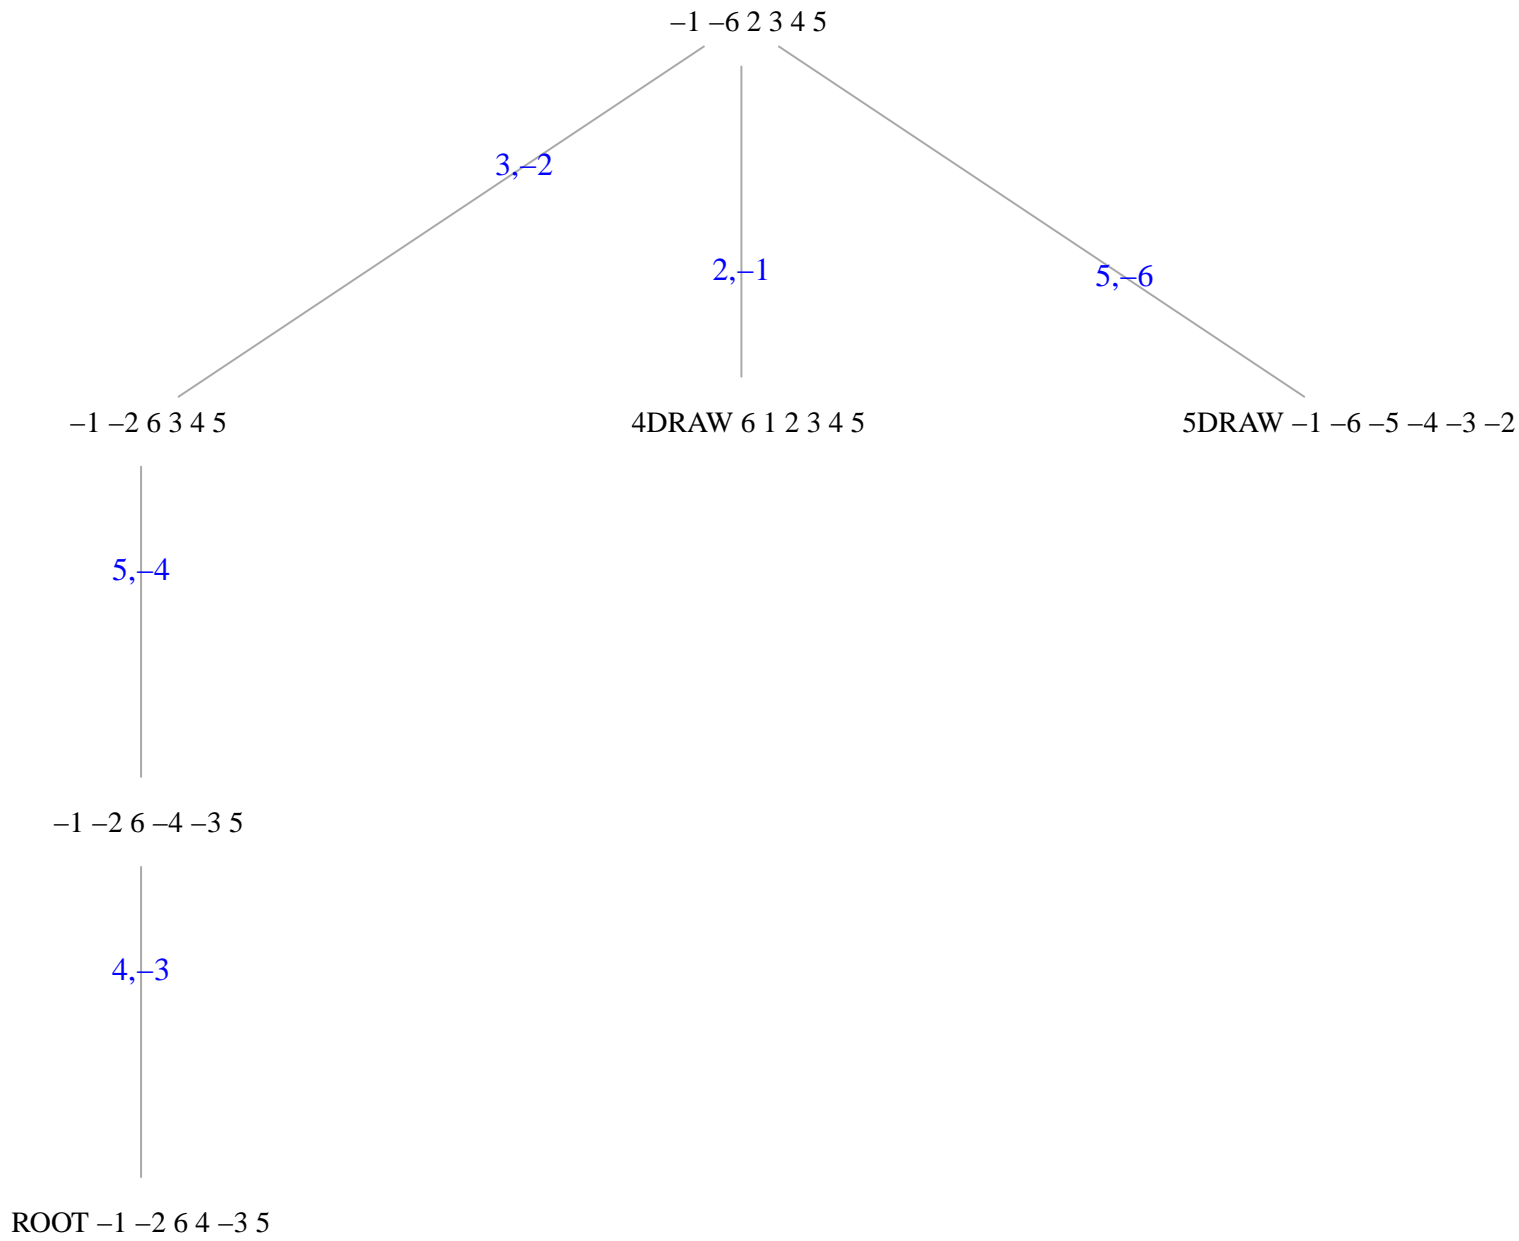 –1 –6 2 3 4 5
3,–2
2,–1
5,–6
–1 –2 6 3 4 5
4DRAW 6 1 2 3 4 5
5DRAW –1 –6 –5 –4 –3 –2
5,–4
–1 –2 6 –4 –3 5
4,–3
ROOT –1 –2 6 4 –3 5